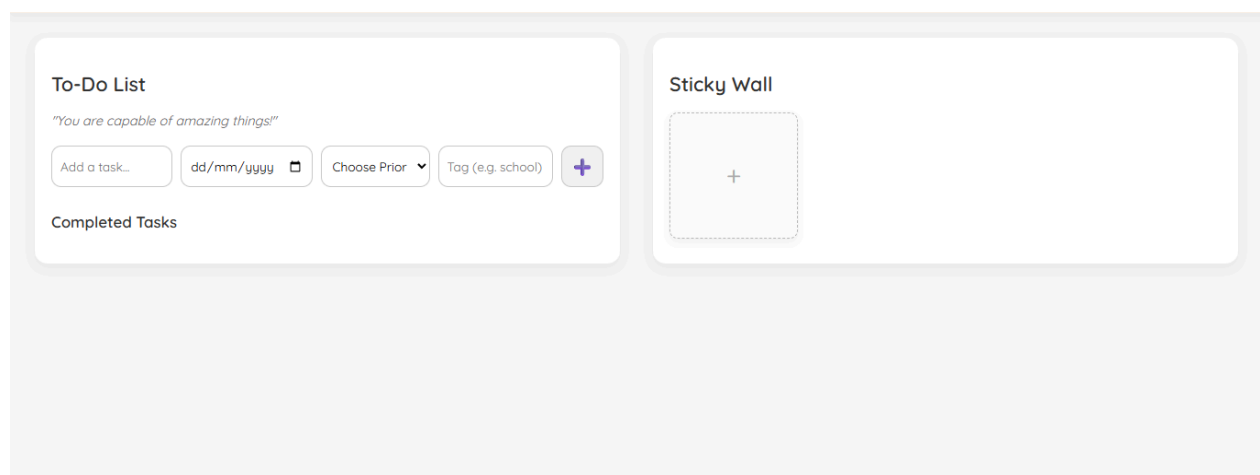 To-Do List
"You are capable of amazing things!"
Add a task... dd/mm/yyyy Choose Prior Tag (e.g. school) +
Completed Tasks
Sticky Wall
+